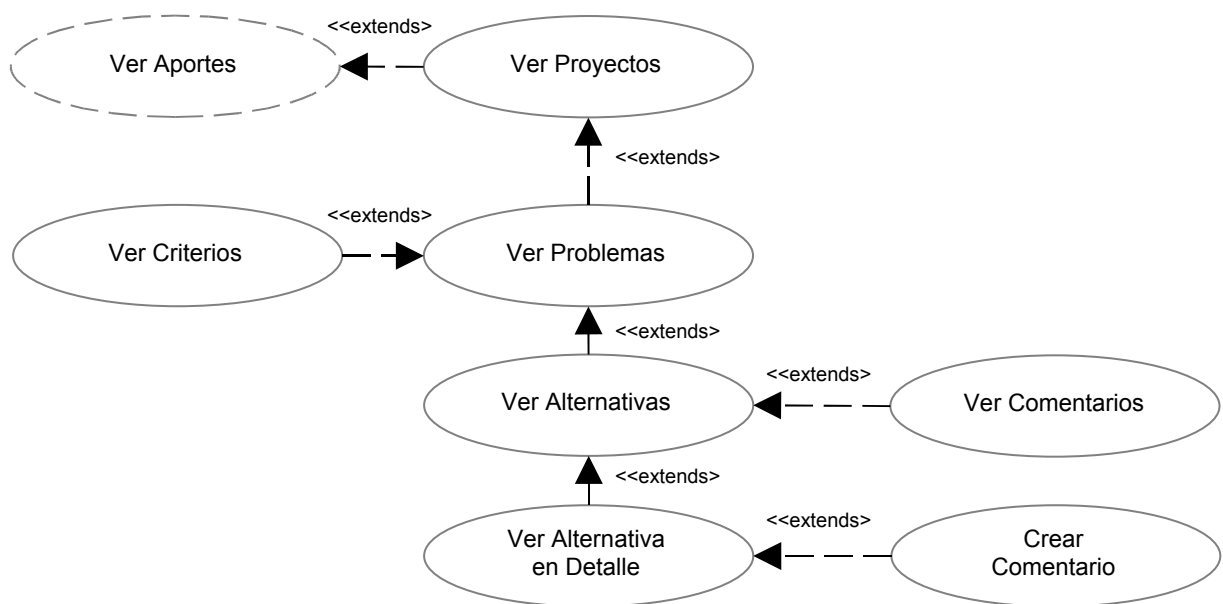 <<extends>
Ver Aportes
Ver Proyectos
<<extends>
<<extends>
Ver Criterios
Ver Problemas
<<extends>
<<extends>
Ver Alternativas
Ver Comentarios
<<extends>
<<extends>
Ver Alternativa
en Detalle
Crear
Comentario